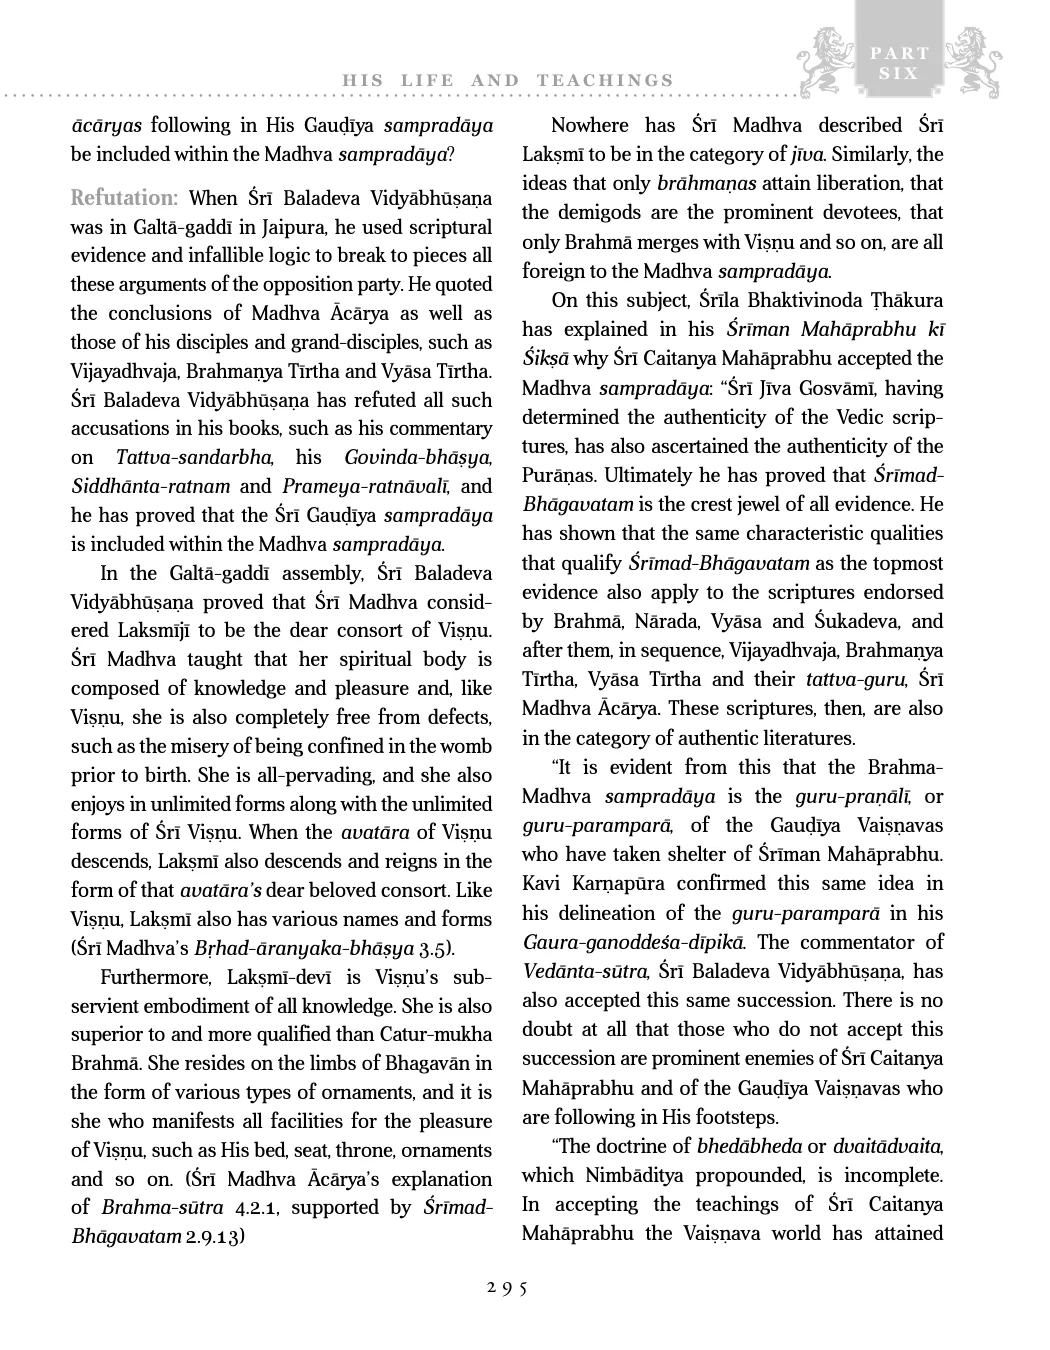 PART
SIX
HIS LIFE AND TEACHINGS
ācāryas following in His Gauḍīya sampradāya
be included within the Madhva sampradāya?
Refutation: When Śrī Baladeva Vidyābhūṣaṇa
was in Galtā-gaddī in Jaipura, he used scriptural
evidence and infallible logic to break to pieces all
these arguments of the opposition party. He quoted
the conclusions of Madhva Ācārya as well as
those of his disciples and grand-disciples, such as
Vijayadhvaja, Brahmaṇya Tīrtha and Vyāsa Tīrtha.
Śrī Baladeva Vidyābhūṣaṇa has refuted all such
accusations in his books, such as his commentary
on Tattva-sandarbha, his Govinda-bhāṣya,
Siddhānta-ratnam and Prameya-ratnāvalī, and
he has proved that the Śrī Gauḍīya sampradāya
is included within the Madhva sampradāya.
In the Galtā-gaddī assembly, Śrī Baladeva
Vidyābhūṣaṇa proved that Śrī Madhva consid-
ered Laksmījī to be the dear consort of Viṣṇu.
Śrī Madhva taught that her spiritual body is
composed of knowledge and pleasure and, like
Viṣṇu, she is also completely free from defects,
such as the misery of being confined in the womb
prior to birth. She is all-pervading, and she also
enjoys in unlimited forms along with the unlimited
forms of Śrī Viṣṇu. When the avatāra of Viṣṇu
descends, Lakṣmī also descends and reigns in the
form of that avatāra's dear beloved consort. Like
Viṣṇu, Lakṣmī also has various names and forms
(Śrī Madhva's Bṛhad-āranyaka-bhāṣya 3.5).
Furthermore, Lakṣmī-devī is Viṣṇu's sub-
servient embodiment of all knowledge. She is also
superior to and more qualified than Catur-mukha
Brahmā. She resides on the limbs of Bhagavān in
the form of various types of ornaments, and it is
she who manifests all facilities for the pleasure
of Viṣṇu, such as His bed, seat, throne, ornaments
and so on. (Śrī Madhva Ācārya's explanation
of Brahma-sūtra 4.2.1, supported by Śrīmad-
Bhāgavatam 2.9.13)
Nowhere has Śrī Madhva described Śrī
Lakṣmī to be in the category of jīva. Similarly, the
ideas that only brāhmaṇas attain liberation, that
the demigods are the prominent devotees, that
only Brahmā merges with Viṣṇu and so on, are all
foreign to the Madhva sampradāya.
On this subject, Śrīla Bhaktivinoda Ṭhākura
has explained in his Śrīman Mahāprabhu kī
Śikṣā why Śrī Caitanya Mahāprabhu accepted the
Madhva sampradāya: “Śrī Jīva Gosvāmī, having
determined the authenticity of the Vedic scrip-
tures, has also ascertained the authenticity of the
Purāṇas. Ultimately he has proved that Śrīmad-
Bhāgavatam is the crest jewel of all evidence. He
has shown that the same characteristic qualities
that qualify Śrīmad-Bhāgavatam as the topmost
evidence also apply to the scriptures endorsed
by Brahmā, Nārada, Vyāsa and Śukadeva, and
after them, in sequence, Vijayadhvaja, Brahmaṇya
Tīrtha, Vyāsa Tīrtha and their tattva-guru, Śrī
Madhva Ācārya. These scriptures, then, are also
in the category of authentic literatures.
“It is evident from this that the Brahma-
Madhva sampradāya is the guru-praṇālī, or
guru-paramparā, of the Gauḍīya Vaiṣṇavas
who have taken shelter of Śrīman Mahāprabhu.
Kavi Karṇapūra confirmed this same idea in
his delineation of the guru-paramparā in his
Gaura-ganoddeśa-dīpikā. The commentator of
Vedānta-sūtra, Śrī Baladeva Vidyābhūṣaṇa, has
also accepted this same succession. There is no
doubt at all that those who do not accept this
succession are prominent enemies of Śrī Caitanya
Mahāprabhu and of the Gauḍīya Vaiṣṇavas who
are following in His footsteps.
“The doctrine of bhedābheda or dvaitādvaita,
which Nimbāditya propounded, is incomplete.
In accepting the teachings of Śrī Caitanya
Mahāprabhu the Vaiṣṇava world has attained
295